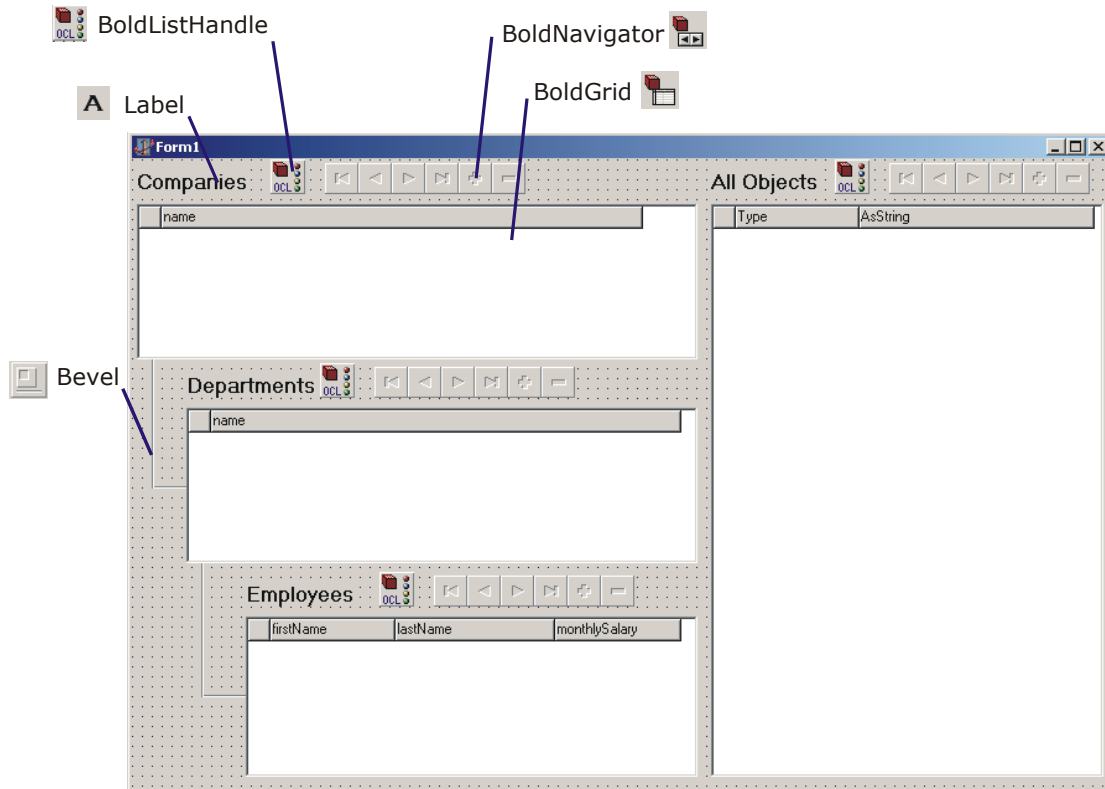 OCL
BoldListHandle
BoldNavigator
BoldGrid
A
Label
Form1
Companies
OCL
All Objects
OCL
name
Type
AsString
Bevel
Departments
OCL
name
Employees
OCL
firstName
lastName
monthlySalary